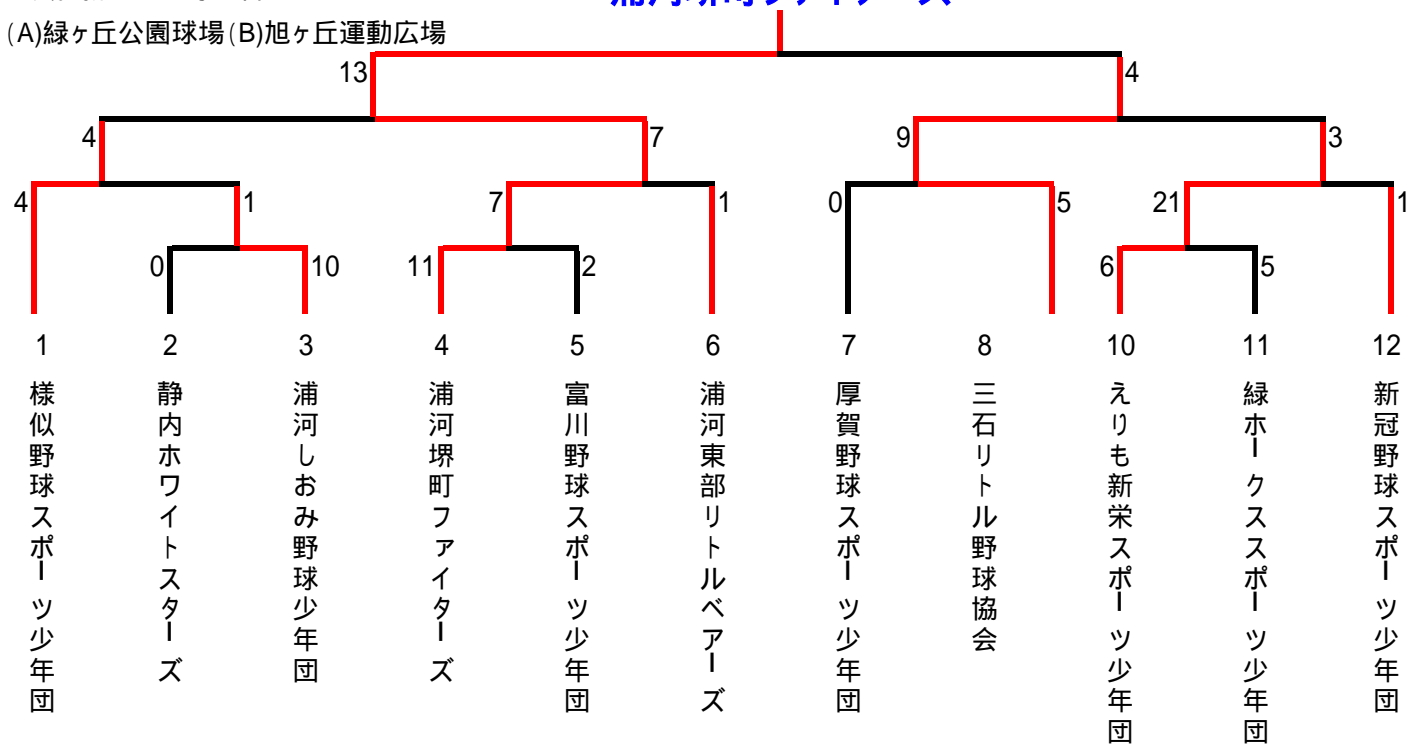 (A)緑ヶ丘公園球場(B)旭ヶ丘運動広場
13
4
4
7
9
3
4
1
7
1
0
5
21
1
0
10
11
2
6
5
1
2
3
4
5
6
7
8
10
11
12
様似野球スポーツ少年団
静内ホワイトスターズ
浦河しおみ野球少年団
浦河堺町ファイターズ
富川野球スポーツ少年団
浦河東部リトルベアーズ
厚賀野球スポーツ少年団
三石リトル野球協会
えりも新栄スポーツ少年団
緑ホークススポーツ少年団
新冠野球スポーツ少年団